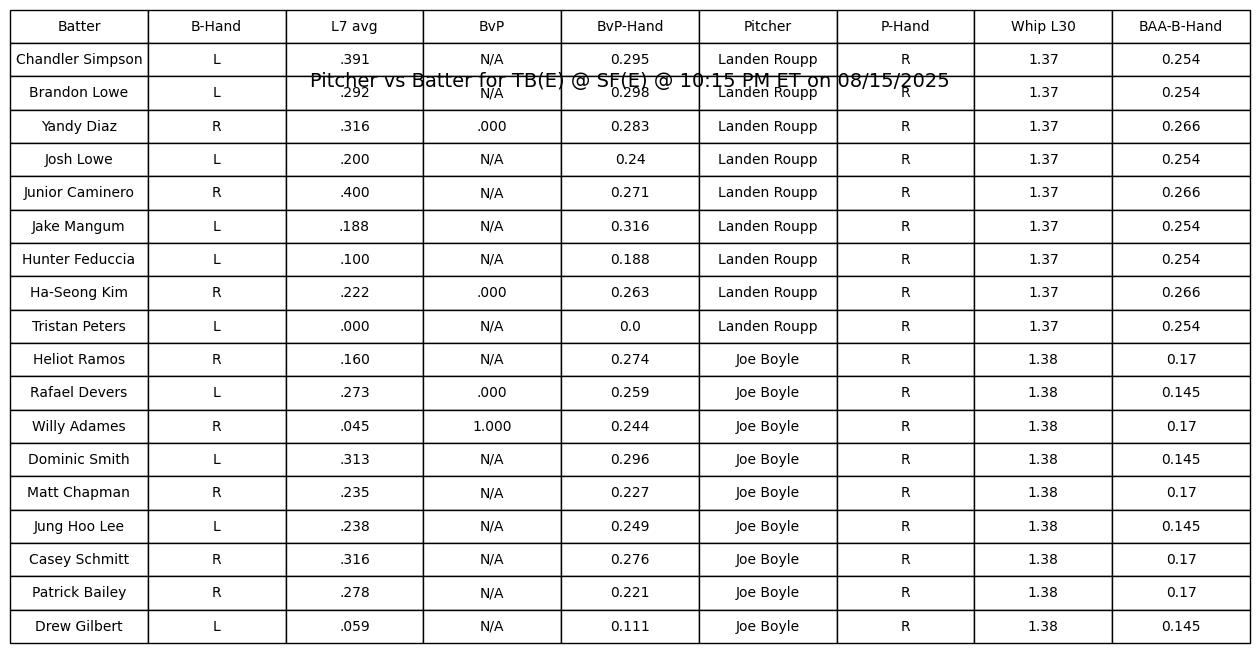 Batter B-Hand L7 avg BvP BvP-Hand Pitcher P-Hand Whip L30 BAA-B-Hand
Chandler Simpson L .391 N/A 0.295 Landen Roupp R 1.37 0.254
Pitcher vs Batter for TB(E) @ SF(E) @ 10:15 PM ET on 08/15/2025
Brandon Lowe L .292 N/A 0.298 Landen Roupp R 1.37 0.254
Yandy Diaz R .316 .000 0.283 Landen Roupp R 1.37 0.266
Josh Lowe L .200 N/A 0.24 Landen Roupp R 1.37 0.254
Junior Caminero R .400 N/A 0.271 Landen Roupp R 1.37 0.266
Jake Mangum L .188 N/A 0.316 Landen Roupp R 1.37 0.254
Hunter Feduccia L .100 N/A 0.188 Landen Roupp R 1.37 0.254
Ha-Seong Kim R .222 .000 0.263 Landen Roupp R 1.37 0.266
Tristan Peters L .000 N/A 0.0 Landen Roupp R 1.37 0.254
Heliot Ramos R .160 N/A 0.274 Joe Boyle R 1.38 0.17
Rafael Devers L .273 .000 0.259 Joe Boyle R 1.38 0.145
Willy Adames R .045 1.000 0.244 Joe Boyle R 1.38 0.17
Dominic Smith L .313 N/A 0.296 Joe Boyle R 1.38 0.145
Matt Chapman R .235 N/A 0.227 Joe Boyle R 1.38 0.17
Jung Hoo Lee L .238 N/A 0.249 Joe Boyle R 1.38 0.145
Casey Schmitt R .316 N/A 0.276 Joe Boyle R 1.38 0.17
Patrick Bailey R .278 N/A 0.221 Joe Boyle R 1.38 0.17
Drew Gilbert L .059 N/A 0.111 Joe Boyle R 1.38 0.145